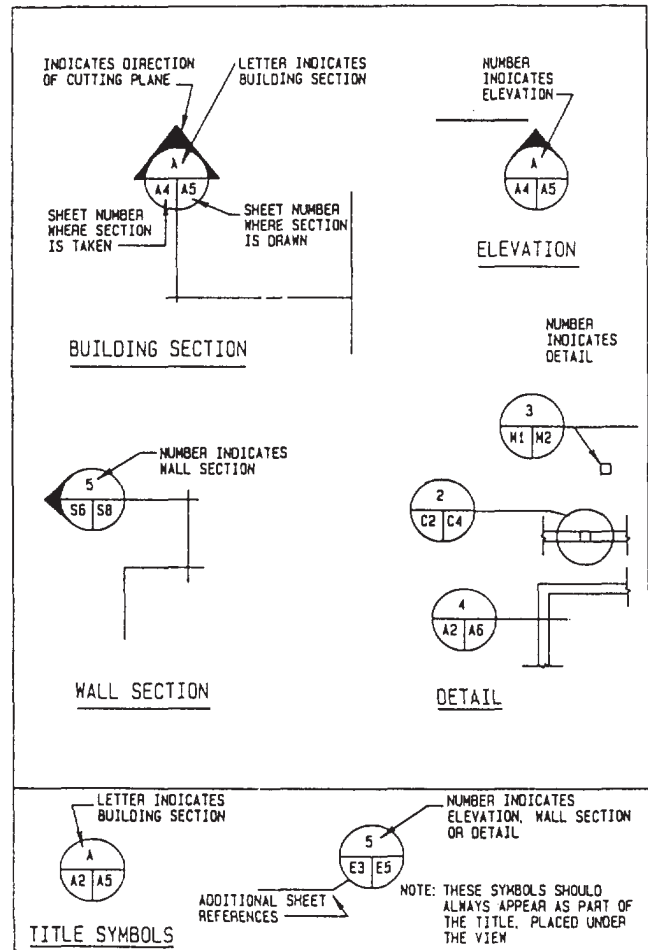 INDICATES DIRECTION
OF CUTTING PLANE
LETTER INDICATES
BUILDING SECTION
A
A4 A5
SHEET NUMBER
WHERE SECTION
IS TAKEN
SHEET NUMBER
WHERE SECTION
IS DRAWN
BUILDING SECTION
NUMBER
INDICATES
ELEVATION
A
A4 A5
ELEVATION
NUMBER
INDICATES
DETAIL
3
M1 M2
2
C2 C4
4
A2 A6
DETAIL
NUMBER INDICATES
WALL SECTION
5
S6 S8
WALL SECTION
LETTER INDICATES
BUILDING SECTION
A
A2 A5
TITLE SYMBOLS
NUMBER INDICATES
ELEVATION, WALL SECTION
OR DETAIL
5
E3 E5
ADDITIONAL SHEET
REFERENCES
NOTE: THESE SYMBOLS SHOULD
ALWAYS APPEAR AS PART OF
THE TITLE, PLACED UNDER
THE VIEW